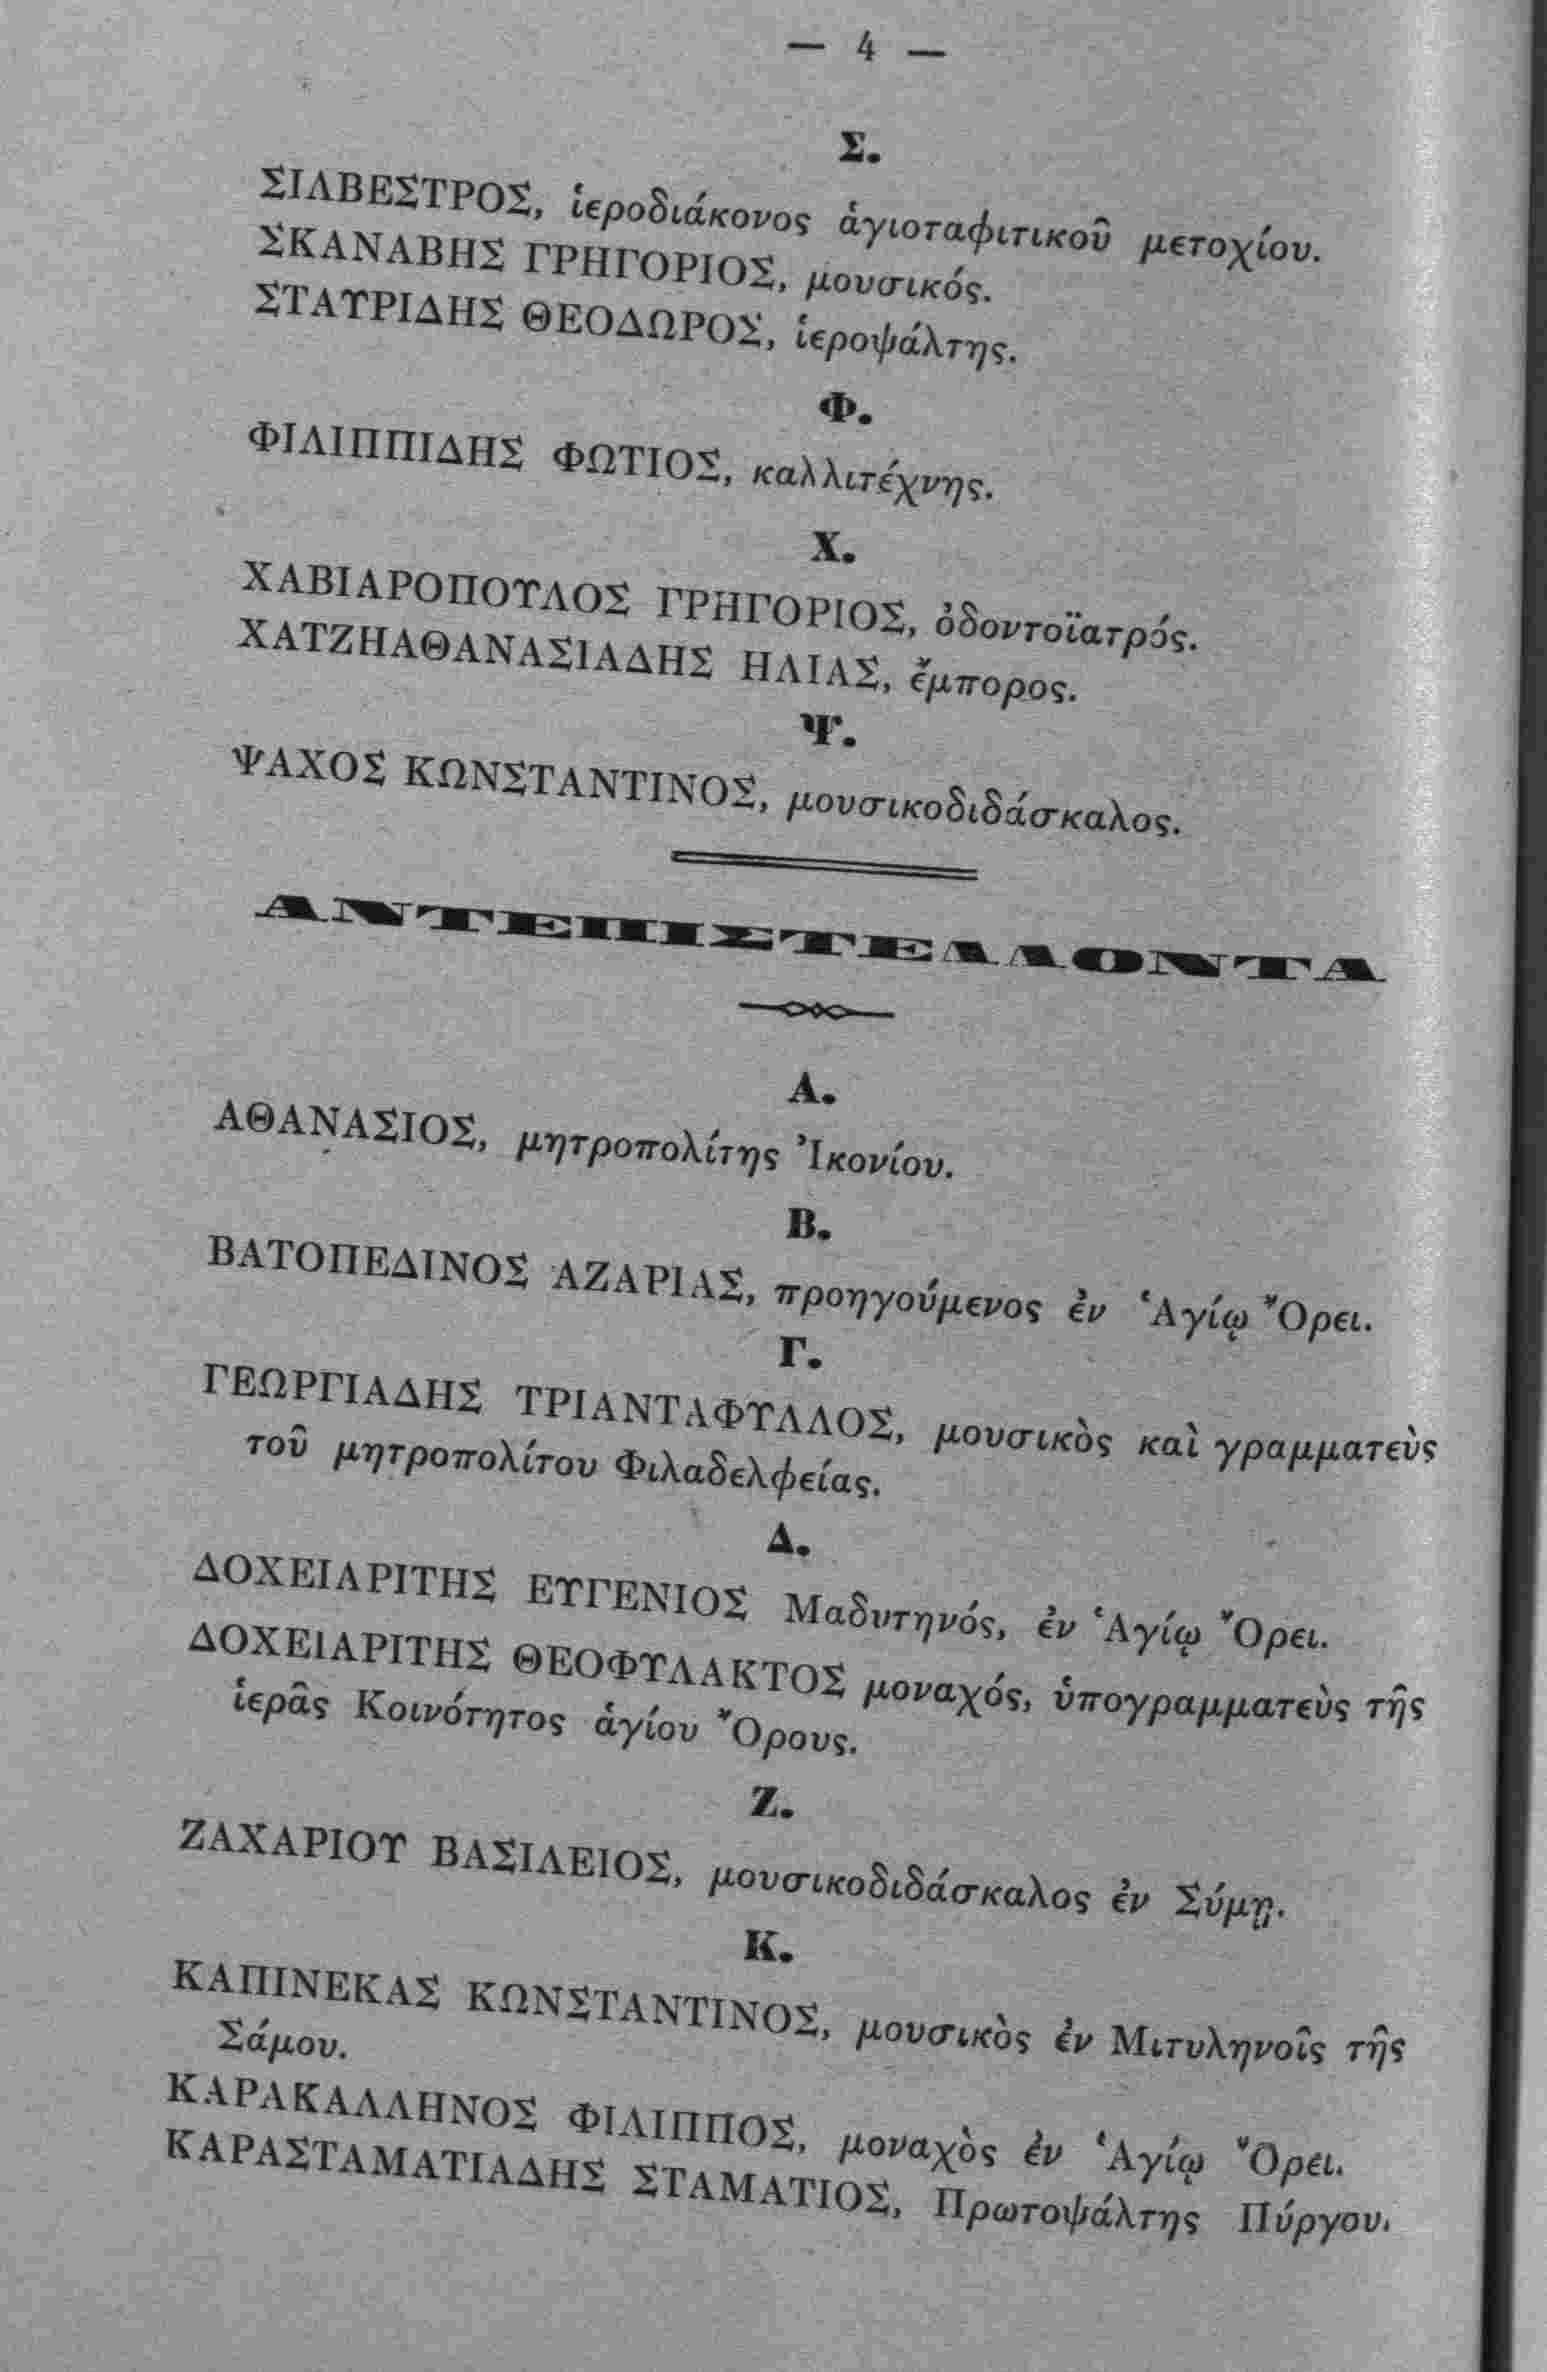 — 4 —
Σ.
ΣΙΛΒΕΣΤΡΟΣ, ἱεροδιάκονος ἁγιοταφιτικοῦ μετοχίου.
ΣΚΑΝΑΒΗΣ ΓΡΗΓΟΡΙΟΣ, μουσικός.
ΣΤΑΥΡΙΔΗΣ ΘΕΟΔΩΡΟΣ, ἱεροψάλτης.
Φ.
ΦΙΛΙΠΠΙΔΗΣ ΦΩΤΙΟΣ, καλλιτέχνης.
Χ.
ΧΑΒΙΑΡΟΠΟΥΛΟΣ ΓΡΗΓΟΡΙΟΣ, ὀδοντοϊατρός.
ΧΑΤΖΗΑΘΑΝΑΣΙΑΔΗΣ ΗΛΙΑΣ, ἔμπορος.
Ψ.
ΨΑΧΟΣ ΚΩΝΣΤΑΝΤΙΝΟΣ, μουσικοδιδάσκαλος.
ΑΝΤΕΠΙΣΤΕΛΛΟΝΤΑ
Α.
ΑΘΑΝΑΣΙΟΣ, μητροπολίτης Ἰκονίου.
Β.
ΒΑΤΟΠΕΔΙΝΟΣ ΑΖΑΡΙΑΣ, προηγούμενος ἐν Ἁγίῳ Ὄρει.
Γ.
ΓΕΩΡΓΙΑΔΗΣ ΤΡΙΑΝΤΑΦΥΛΛΟΣ, μουσικὸς καὶ γραμματεὺς
τοῦ μητροπολίτου Φιλαδελφείας.
Δ.
ΔΟΧΕΙΑΡΙΤΗΣ ΕΥΓΕΝΙΟΣ Μαδυτηνός, ἐν Ἁγίῳ Ὄρει.
ΔΟΧΕΙΑΡΙΤΗΣ ΘΕΟΦΥΛΑΚΤΟΣ μοναχός, ὑπογραμματεὺς τῆς
ἱερᾶς Κοινότητος ἁγίου Ὄρους.
Ζ.
ΖΑΧΑΡΙΟΥ ΒΑΣΙΛΕΙΟΣ, μουσικοδιδάσκαλος ἐν Σύμῃ.
Κ.
ΚΑΠΙΝΕΚΑΣ ΚΩΝΣΤΑΝΤΙΝΟΣ, μουσικὸς ἐν Μιτυληνοῖς τῆς
Σάμου.
ΚΑΡΑΚΑΛΛΗΝΟΣ ΦΙΛΙΠΠΟΣ, μοναχὸς ἐν Ἁγίῳ Ὄρει.
ΚΑΡΑΣΤΑΜΑΤΙΑΔΗΣ ΣΤΑΜΑΤΙΟΣ, Πρωτοψάλτης Πύργου.